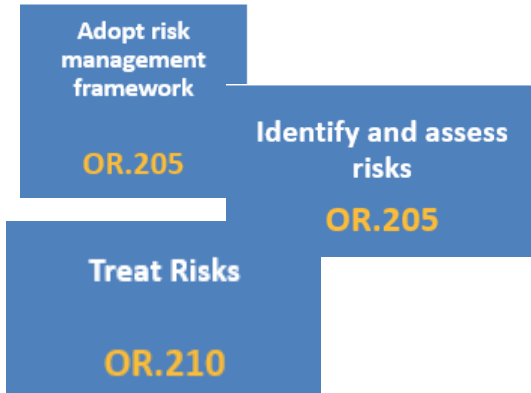 Adopt risk
management
framework
OR.205
Identify and assess
risks
OR.205
Treat Risks
OR.210